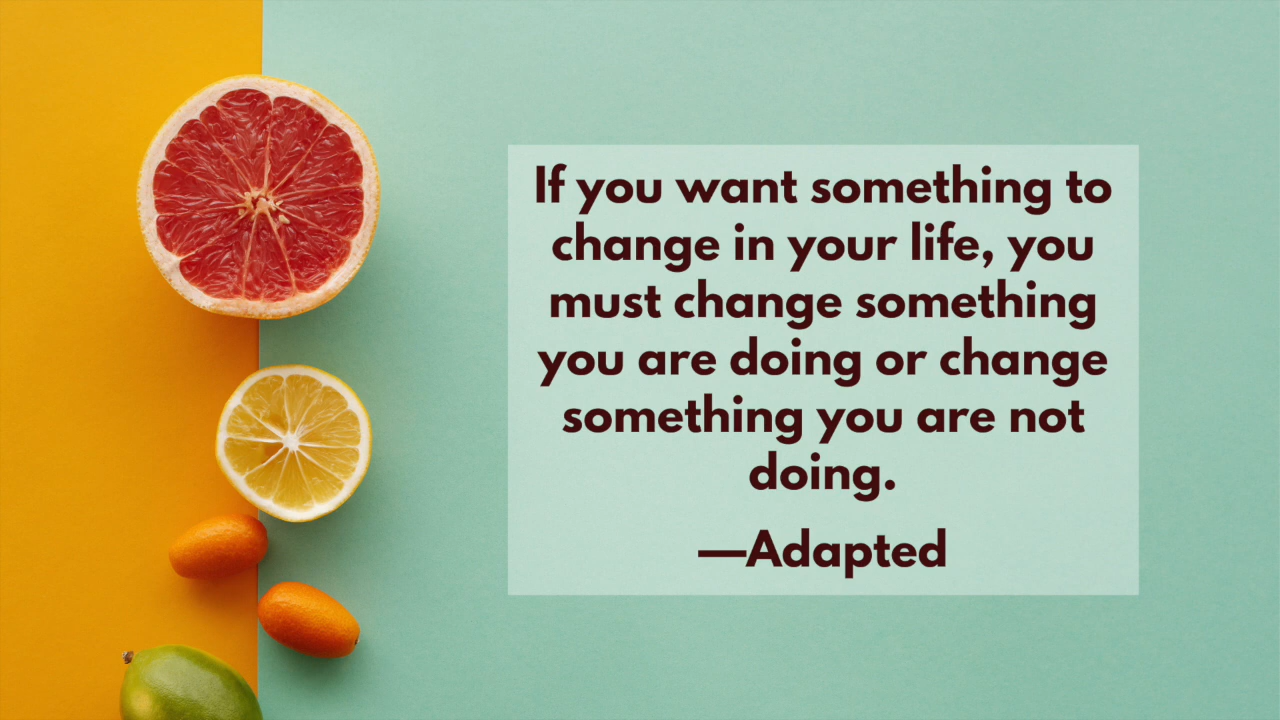 If you want something to
change in your life, you
must change something
you are doing or change
something you are not
doing.
—Adapted